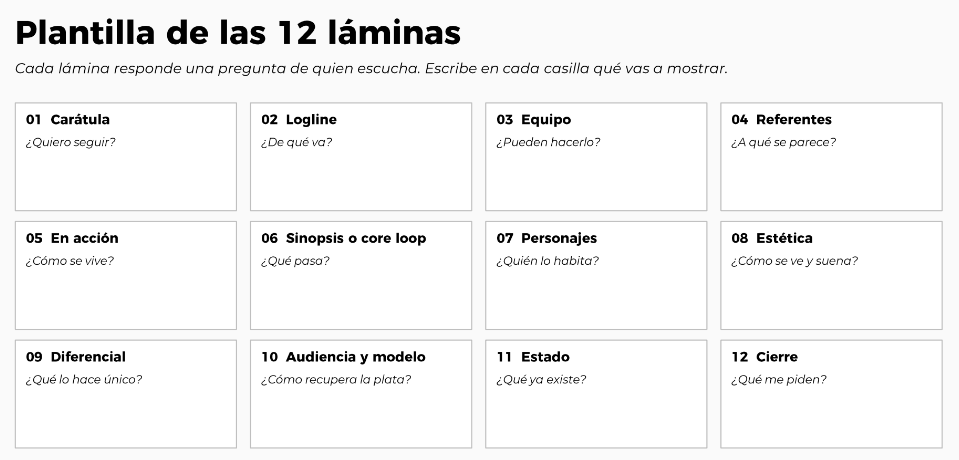 Plantilla de las 12 láminas
Cada lámina responde una pregunta de quien escucha. Escribe en cada casilla qué vas a mostrar.
01 Carátula
¿Quiero seguir?
02 Logline
¿De qué va?
03 Equipo
¿Pueden hacerlo?
04 Referentes
¿A qué se parece?
05 En acción
¿Cómo se vive?
06 Sinopsis o core loop
¿Qué pasa?
07 Personajes
¿Quién lo habita?
08 Estética
¿Cómo se ve y suena?
09 Diferencial
¿Qué lo hace único?
10 Audiencia y modelo
¿Cómo recupera la plata?
11 Estado
¿Qué ya existe?
12 Cierre
¿Qué me piden?